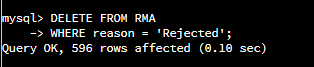 mysql> DELETE FROM RMA
    -> WHERE reason = 'Rejected';
Query OK, 596 rows affected (0.10 sec)